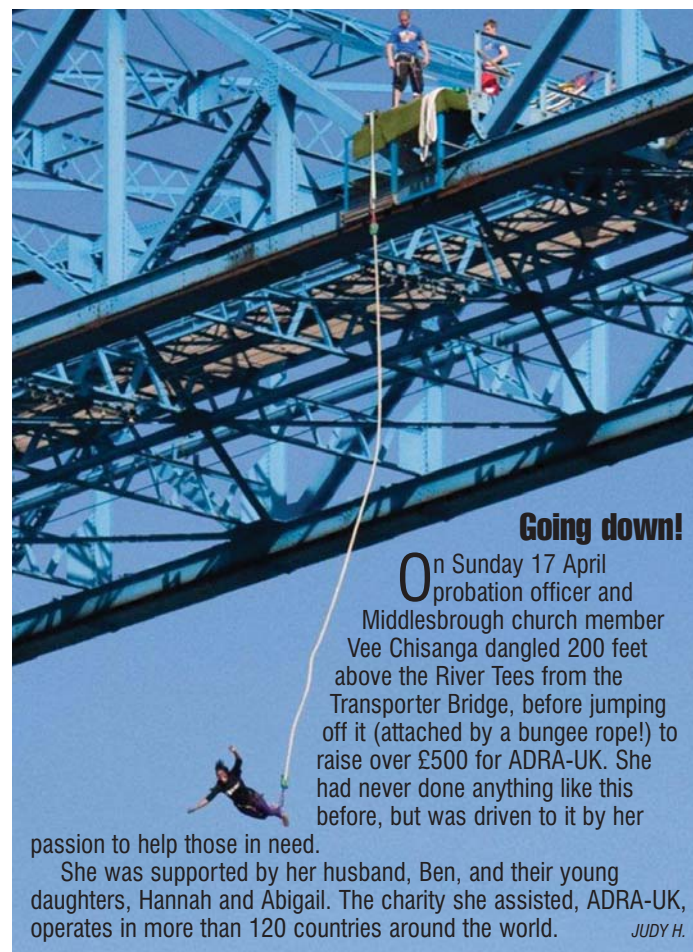 Going down!
On Sunday 17 April
probation officer and
Middlesbrough church member
Vee Chisanga dangled 200 feet
above the River Tees from the
Transporter Bridge, before jumping
off it (attached by a bungee rope!) to
raise over £500 for ADRA-UK. She
had never done anything like this
before, but was driven to it by her
passion to help those in need.
She was supported by her husband, Ben, and their young
daughters, Hannah and Abigail. The charity she assisted, ADRA-UK,
operates in more than 120 countries around the world. JUDY H.